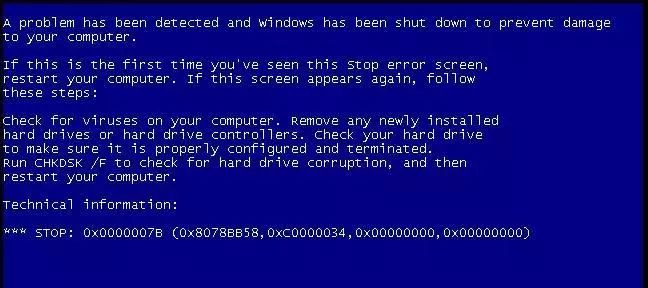 A problem has been detected and Windows has been shut down to prevent damage
to your computer.
If this is the first time you've seen this Stop error screen,
restart your computer. If this screen appears again, follow
these steps:
Check for viruses on your computer. Remove any newly installed
hard drives or hard drive controllers. Check your hard drive
to make sure it is properly configured and terminated.
Run CHKDSK /F to check for hard drive corruption, and then
restart your computer.
Technical information:
*** STOP: 0x0000007B (0x8078BB58,0xC0000034,0x00000000,0x00000000)